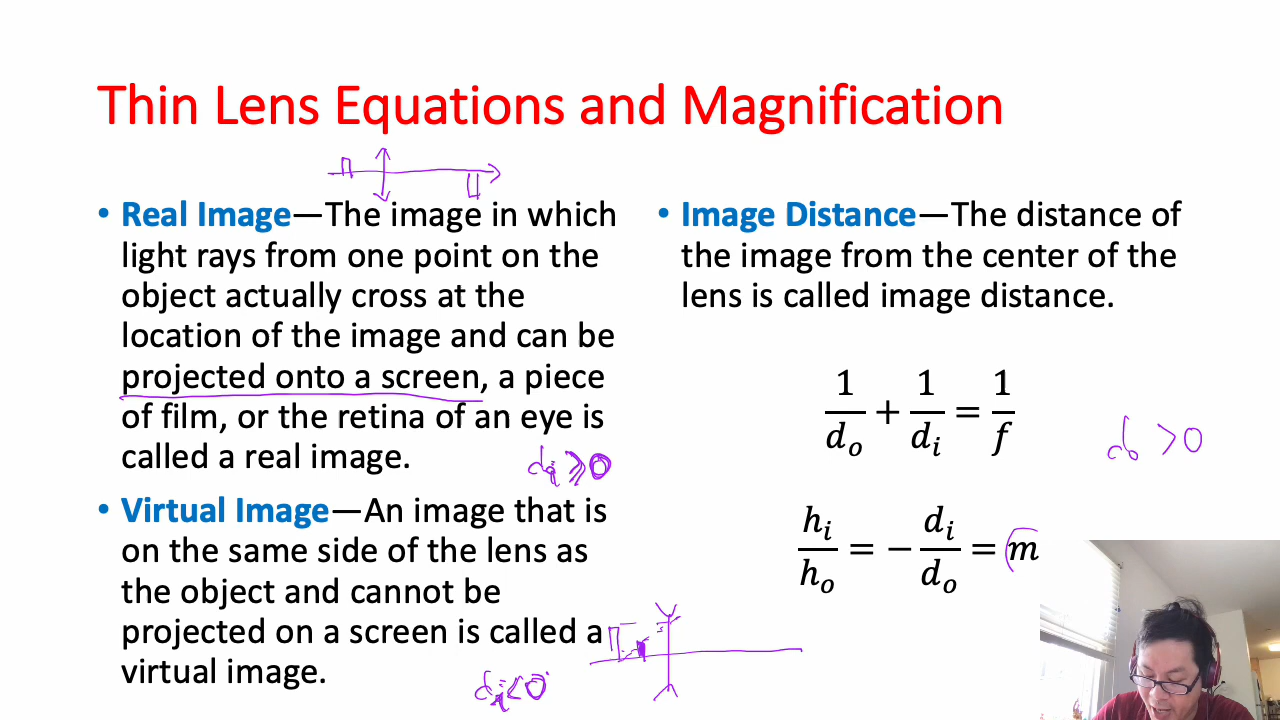 Thin Lens Equations and Magnification
• Real Image—The image in which
light rays from one point on the
object actually cross at the
location of the image and can be
projected onto a screen, a piece
of film, or the retina of an eye is
called a real image.
d_i > 0
• Virtual Image—An image that is
on the same side of the lens as
the object and cannot be
projected on a screen is called a
virtual image.
d_i < 0
• Image Distance—The distance of
the image from the center of the
lens is called image distance.
1/d_o + 1/d_i = 1/f
d_o > 0
h_i/h_o = −d_i/d_o = m